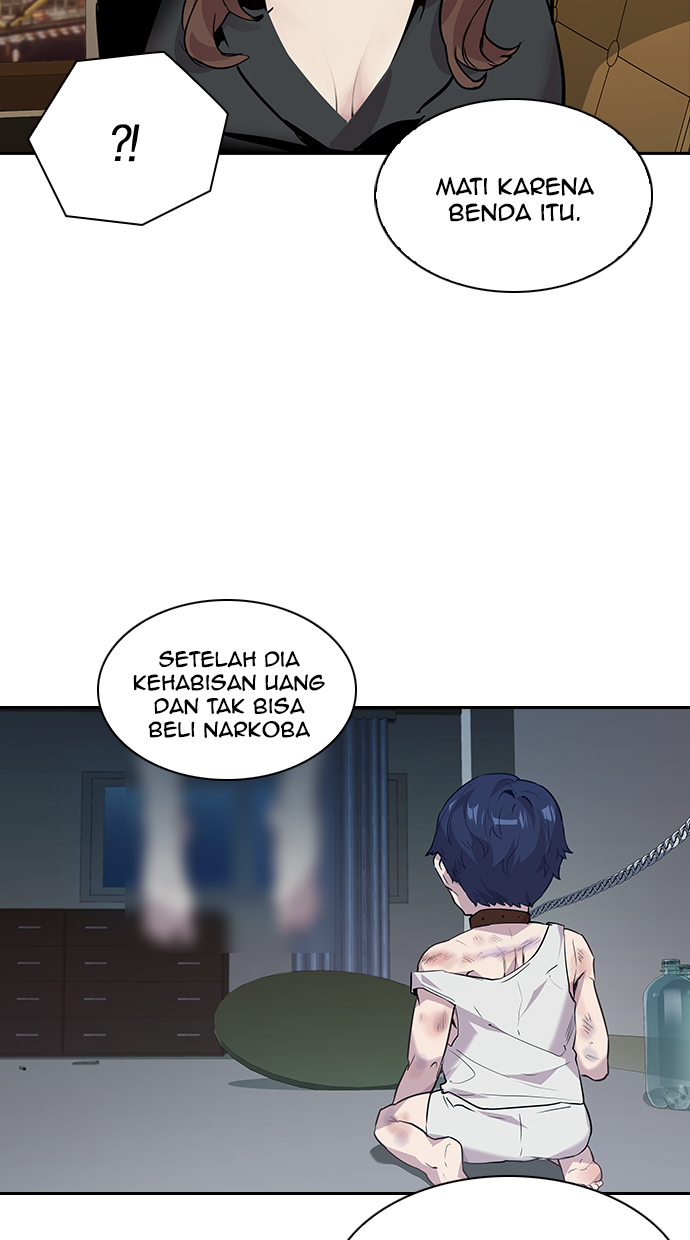 ?!
MATI KARENA
BENDA ITU.
SETELAH DIA
KEHABISAN UANG
DAN TAK BISA
BELI NARKOBA